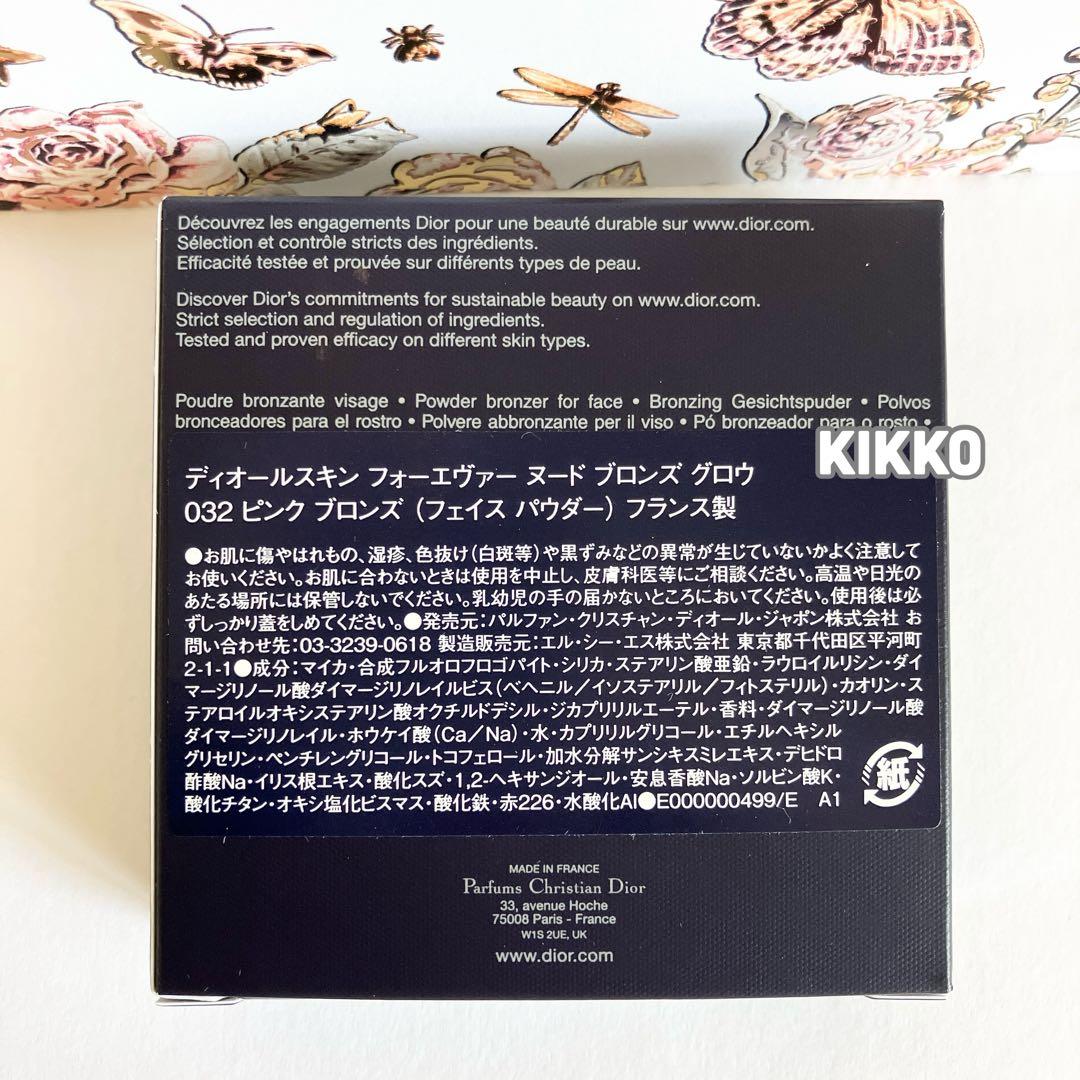 Découvrez les engagements Dior pour une beauté durable sur www.dior.com.
Sélection et contrôle stricts des ingrédients.
Efficacité testée et prouvée sur différents types de peau.
Discover Dior's commitments for sustainable beauty on www.dior.com.
Strict selection and regulation of ingredients.
Tested and proven efficacy on different skin types.
Poudre bronzante visage • Powder bronzer for face • Bronzing Gesichtspuder • Polvos
bronceadores para el rostro • Polvere abbronzante per il viso • Pó bronzeador para o rosto •
KIKKO
ディオールスキン フォーエヴァー ヌード ブロンズ グロウ
032 ピンク ブロンズ (フェイス パウダー) フランス製
●お肌に傷やはれもの、湿疹、色抜け(白斑等)や黒ずみなどの異常が生じていないかよく注意して
お使いください。お肌に合わないときは使用を中止し、皮膚科医等にご相談ください。高温や日光の
あたる場所には保管しないでください。乳幼児の手の届かないところにおいてください。使用後は必
ずしっかり蓋をしめてください。●発売元:パルファン・クリスチャン・ディオール・ジャポン株式会社 お
問い合わせ先:03-3239-0618 製造販売元:エル・シー・エス株式会社 東京都千代田区平河町
2-1-1●成分:マイカ・合成フルオロフロゴパイト・シリカ・ステアリン酸亜鉛・ラウロイルリシン・ダイ
マージリノール酸ダイマージリノレイルビス(ベヘニル/イソステアリル/フィトステリル)・カオリン・ス
テアロイルオキシステアリン酸オクチルドデシル・ジカプリリルエーテル・香料・ダイマージリノール酸
ダイマージリノレイル・ホウケイ酸(Ca/Na)・水・カプリリルグリコール・エチルヘキシル
グリセリン・ペンチレングリコール・トコフェロール・加水分解サンシキスミレエキス・デヒドロ
酢酸Na・イリス根エキス・酸化スズ・1,2-ヘキサンジオール・安息香酸Na・ソルビン酸K・
酸化チタン・オキシ塩化ビスマス・酸化鉄・赤226・水酸化Al●E000000499/E A1
紙
MADE IN FRANCE
Parfums Christian Dior
33, avenue Hoche
75008 Paris - France
W1S 2UE, UK
www.dior.com